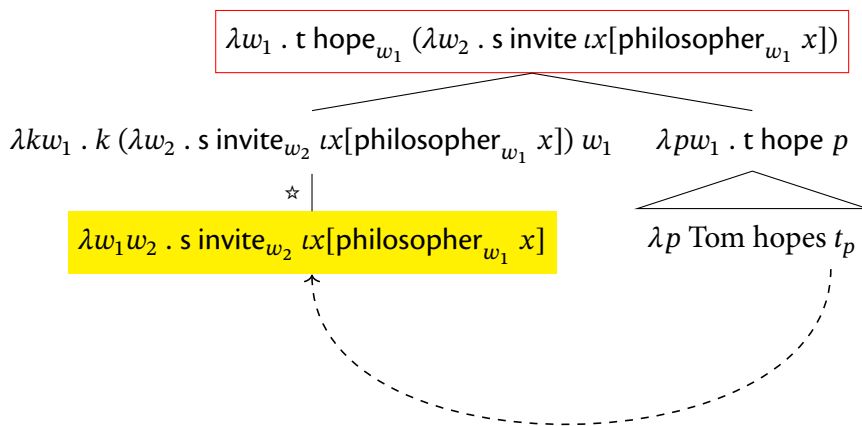 λw₁ . t hope_w₁ (λw₂ . s invite ιx[philosopher_w₁ x])
λkw₁ . k (λw₂ . s invite_w₂ ιx[philosopher_w₁ x]) w₁ λpw₁ . t hope p
☆
λw₁w₂ . s invite_w₂ ιx[philosopher_w₁ x] λp Tom hopes t_p